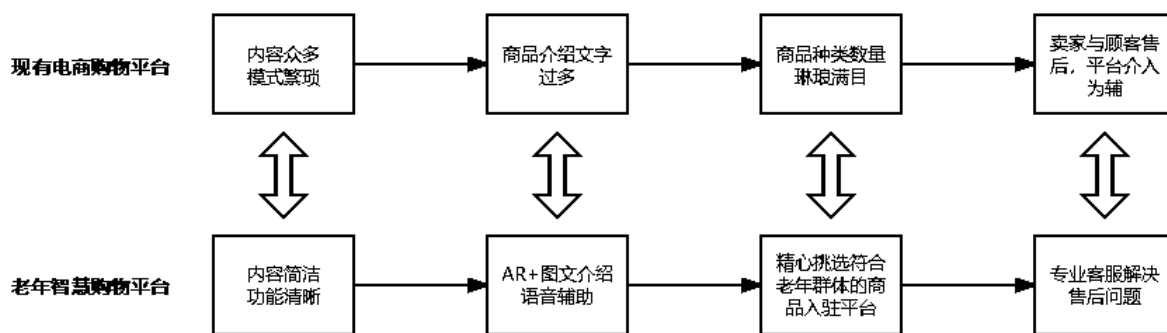 现有电商购物平台
内容众多
模式繁琐
商品介绍文字
过多
商品种类数量
琳琅满目
卖家与顾客售
后，平台介入
为辅
老年智慧购物平台
内容简洁
功能清晰
AR+图文介绍
语音辅助
精心挑选符合
老年群体的商
品入驻平台
专业客服解决
售后问题